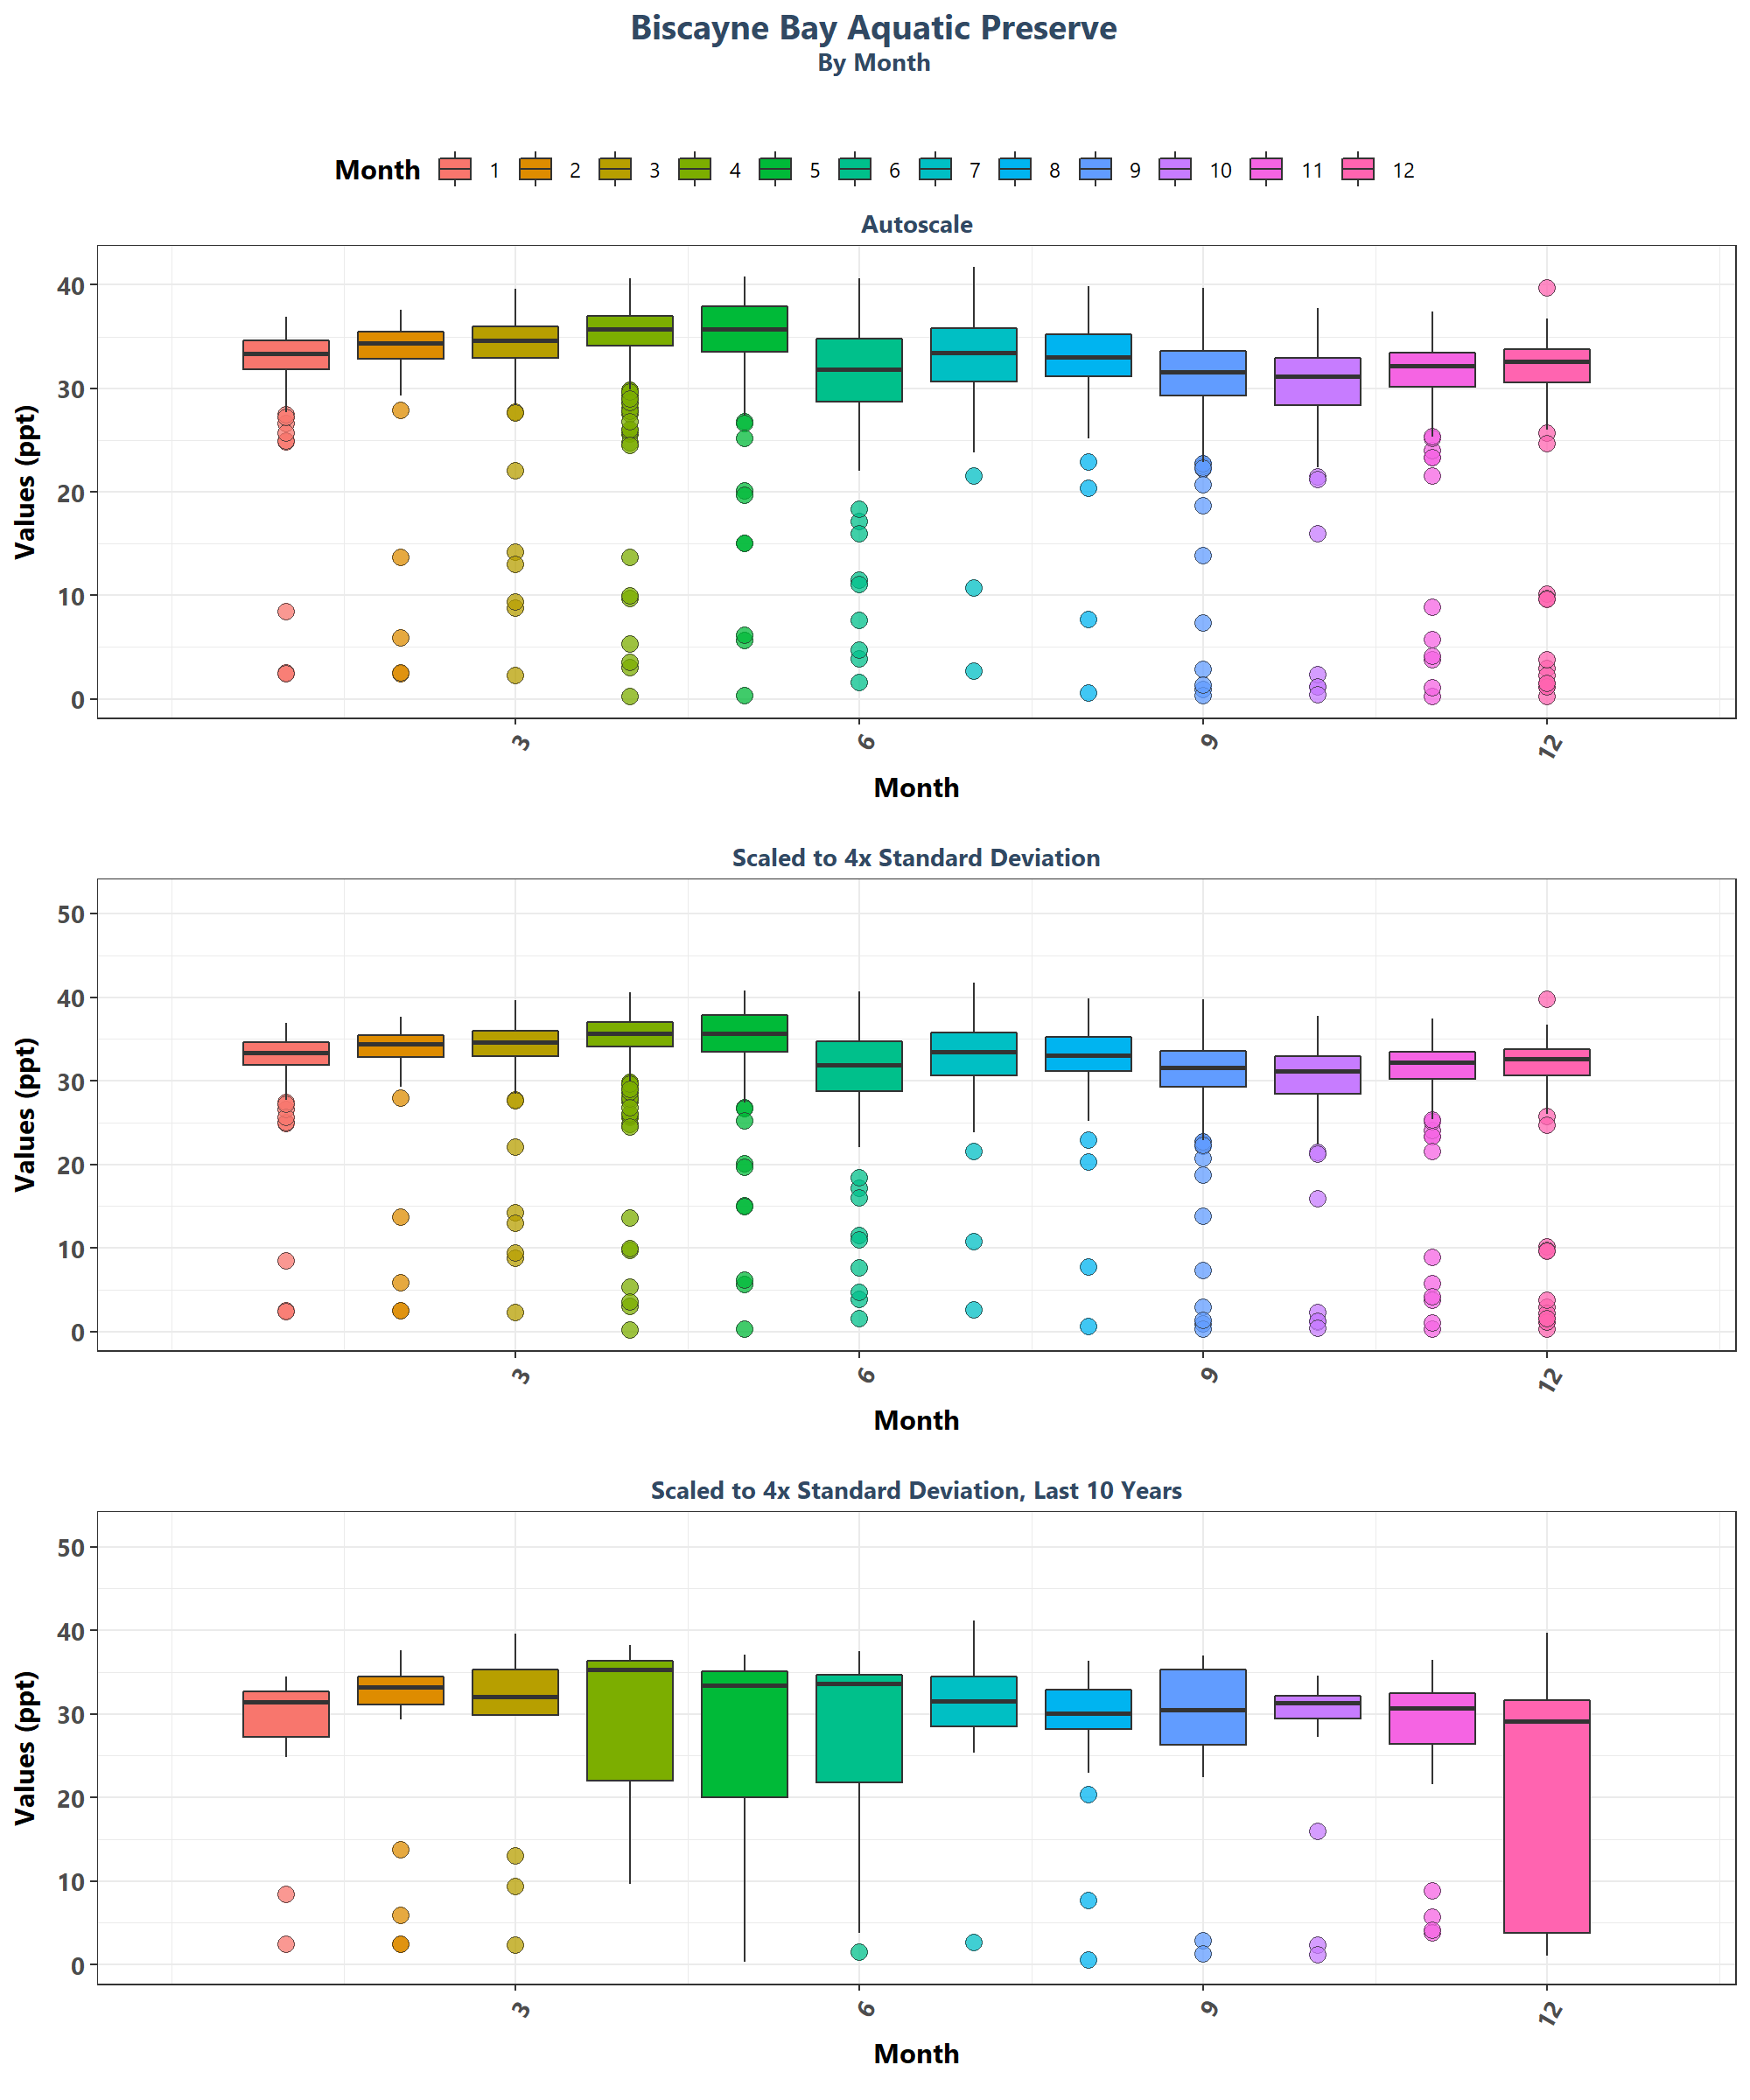 Biscayne Bay Aquatic Preserve
By Month
Month 1 2 3 4 5 6 7 8 9 10 11 12
Autoscale
Values (ppt)
40
30
20
10
0
3 6 9 12
Month
Scaled to 4x Standard Deviation
Values (ppt)
50
40
30
20
10
0
3 6 9 12
Month
Scaled to 4x Standard Deviation, Last 10 Years
Values (ppt)
50
40
30
20
10
0
3 6 9 12
Month